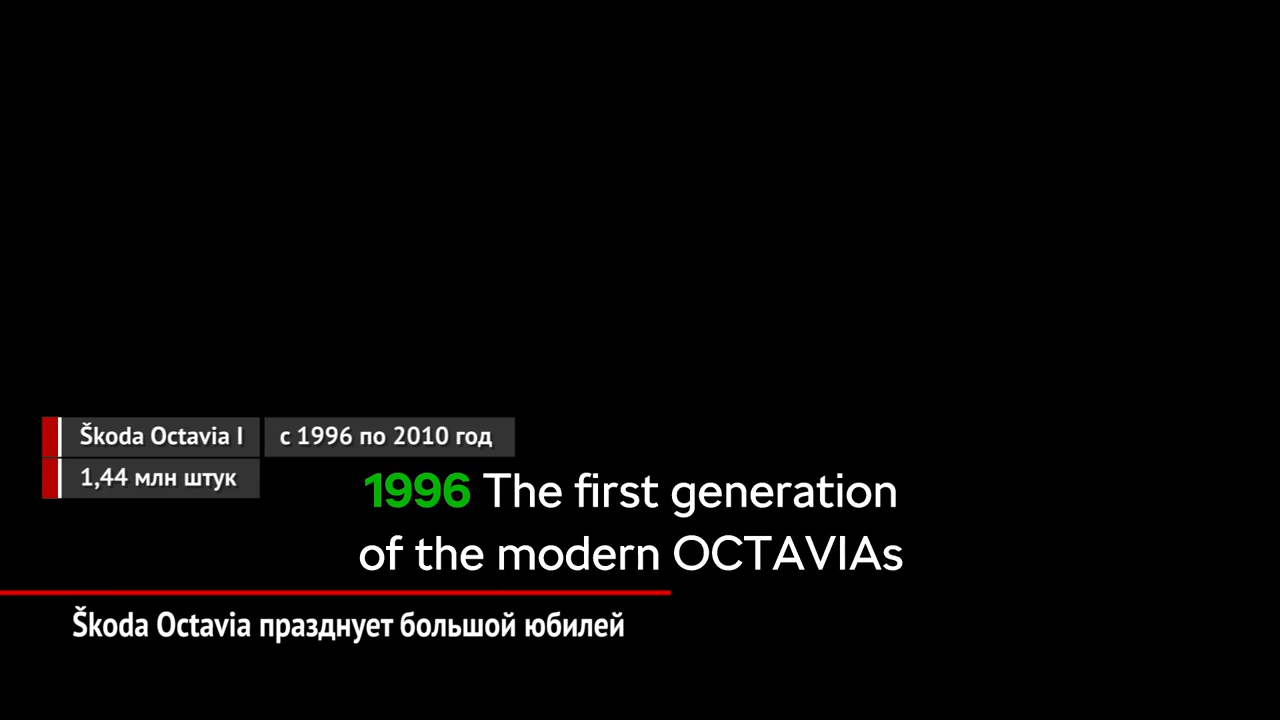 Škoda Octavia I
с 1996 по 2010 год
1,44 млн штук
1996 The first generation
of the modern OCTAVIAs
Škoda Octavia празднует большой юбилей